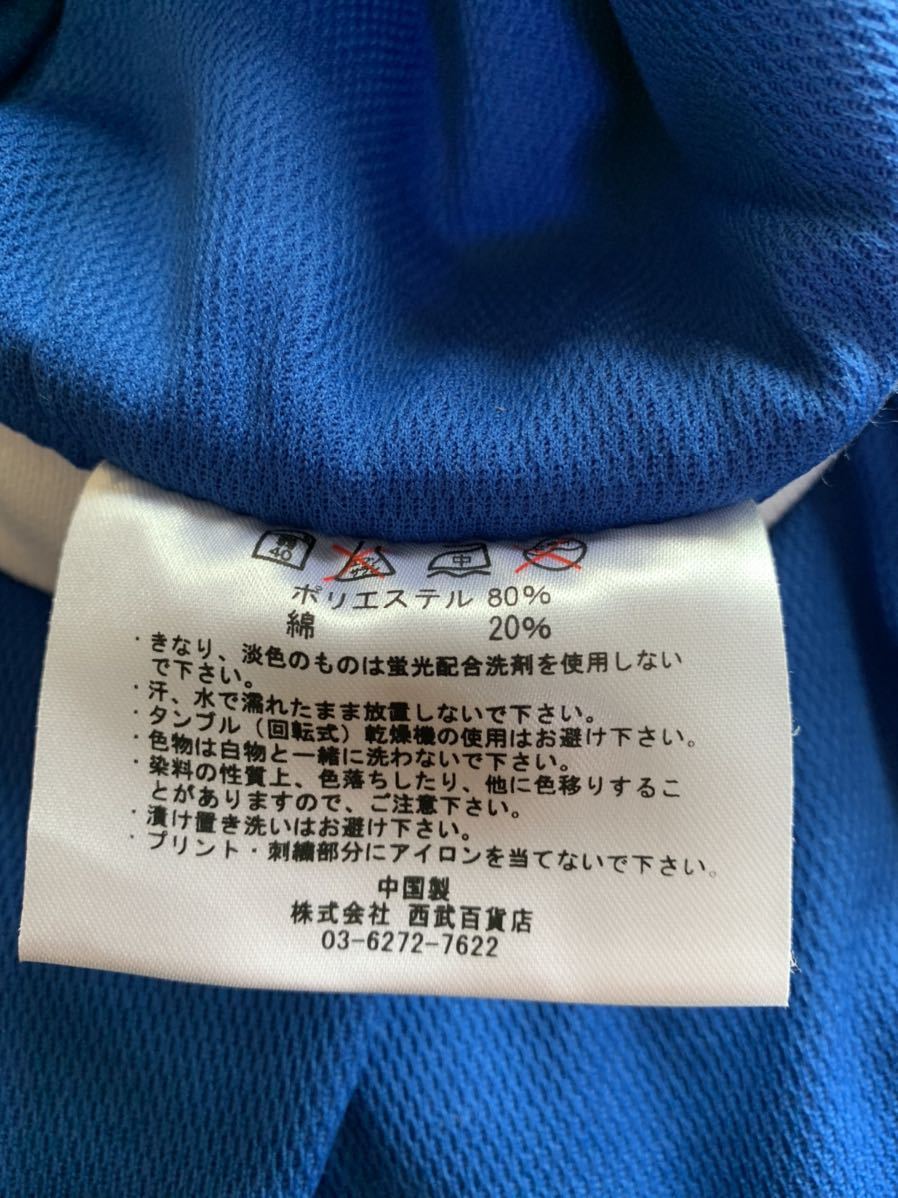 40
中
ポリエステル 80%
綿 20%
・きなり、淡色のものは蛍光配合洗剤を使用しない
で下さい。
・汗、水で濡れたまま放置しないで下さい。
・タンブル（回転式）乾燥機の使用はお避け下さい。
・色物は白物と一緒に洗わないで下さい。
・染料の性質上、色落ちしたり、他に色移りするこ
とがありますので、ご注意下さい。
・漬け置き洗いはお避け下さい。
・プリント・刺繍部分にアイロンを当てないで下さい。
中国製
株式会社 西武百貨店
03-6272-7622